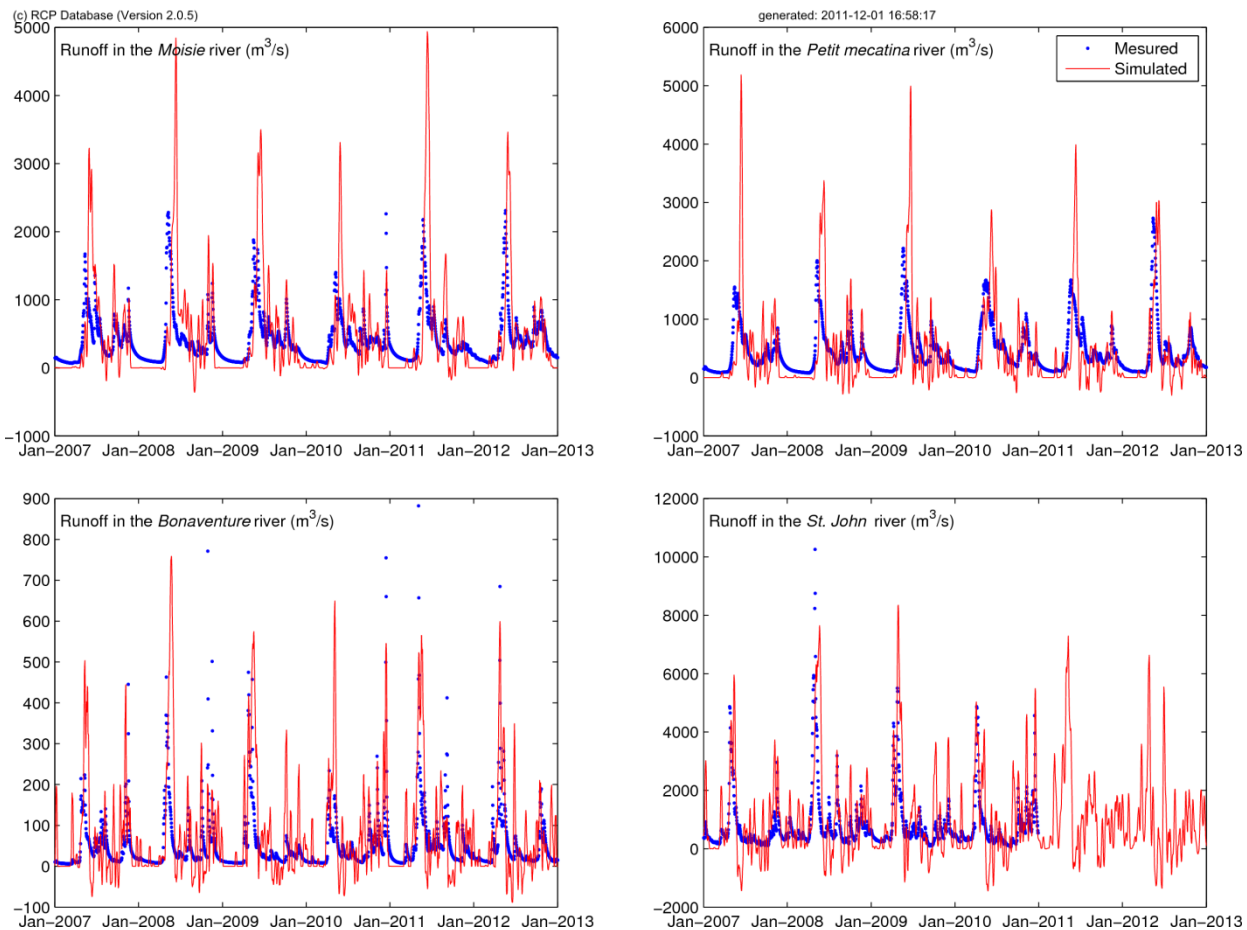 (c) RCP Database (Version 2.0.5)
generated: 2011-12-01 16:58:17
Runoff in the Moisie river (m³/s)
5000
4000
3000
2000
1000
0
−1000
Jan−2007 Jan−2008 Jan−2009 Jan−2010 Jan−2011 Jan−2012 Jan−2013
Runoff in the Petit mecatina river (m³/s)
Mesured
Simulated
6000
5000
4000
3000
2000
1000
0
−1000
Jan−2007 Jan−2008 Jan−2009 Jan−2010 Jan−2011 Jan−2012 Jan−2013
Runoff in the Bonaventure river (m³/s)
900
800
700
600
500
400
300
200
100
0
−100
Jan−2007 Jan−2008 Jan−2009 Jan−2010 Jan−2011 Jan−2012 Jan−2013
Runoff in the St. John river (m³/s)
12000
10000
8000
6000
4000
2000
0
−2000
Jan−2007 Jan−2008 Jan−2009 Jan−2010 Jan−2011 Jan−2012 Jan−2013